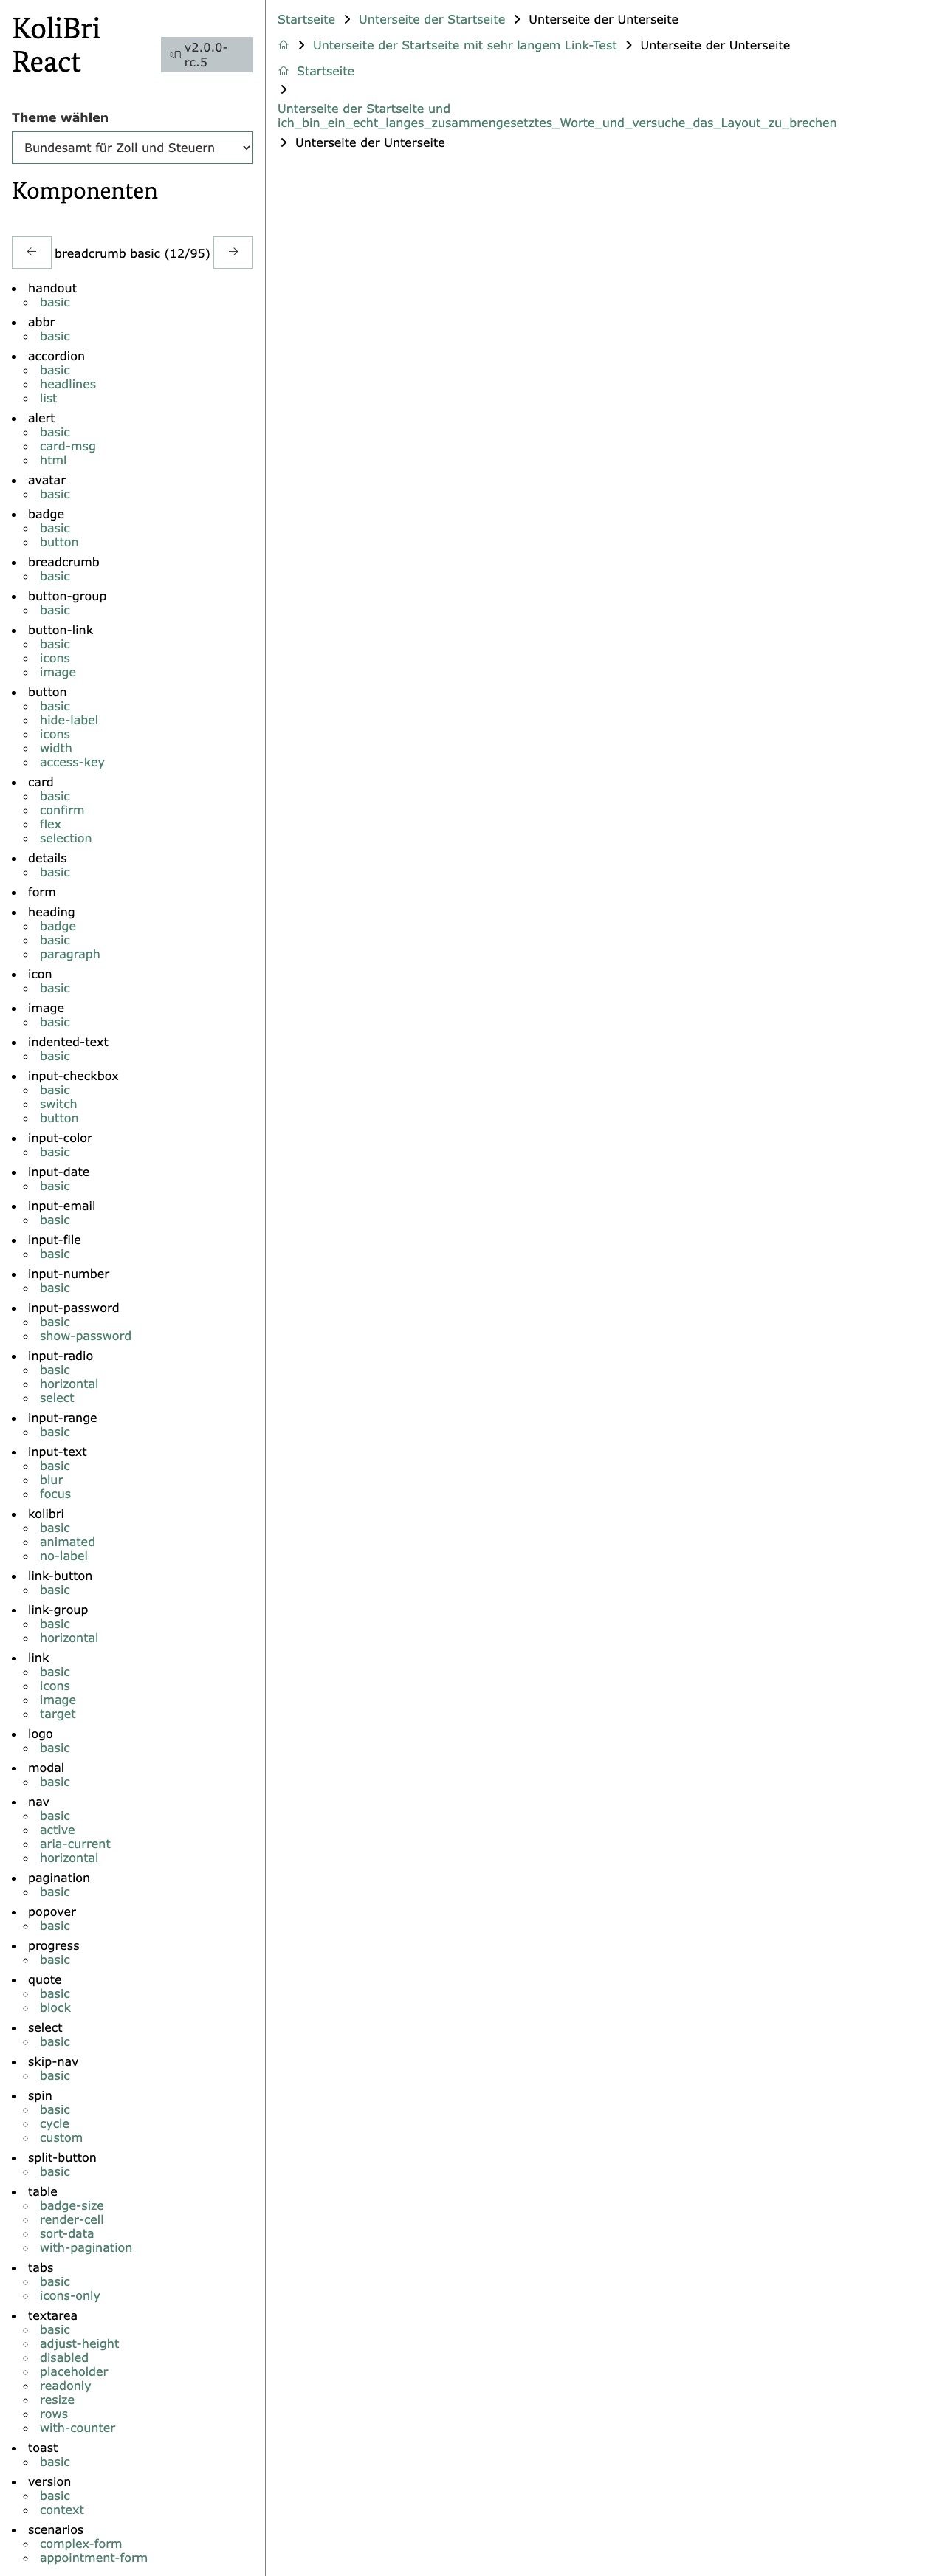 KoliBri
React
v2.0.0-
rc.5
Theme wählen
Bundesamt für Zoll und Steuern
Komponenten
breadcrumb basic (12/95)
handout
basic
abbr
basic
accordion
basic
headlines
list
alert
basic
card-msg
html
avatar
basic
badge
basic
button
breadcrumb
basic
button-group
basic
button-link
basic
icons
image
button
basic
hide-label
icons
width
access-key
card
basic
confirm
flex
selection
details
basic
form
heading
badge
basic
paragraph
icon
basic
image
basic
indented-text
basic
input-checkbox
basic
switch
button
input-color
basic
input-date
basic
input-email
basic
input-file
basic
input-number
basic
input-password
basic
show-password
input-radio
basic
horizontal
select
input-range
basic
input-text
basic
blur
focus
kolibri
basic
animated
no-label
link-button
basic
link-group
basic
horizontal
link
basic
icons
image
target
logo
basic
modal
basic
nav
basic
active
aria-current
horizontal
pagination
basic
popover
basic
progress
basic
quote
basic
block
select
basic
skip-nav
basic
spin
basic
cycle
custom
split-button
basic
table
badge-size
render-cell
sort-data
with-pagination
tabs
basic
icons-only
textarea
basic
adjust-height
disabled
placeholder
readonly
resize
rows
with-counter
toast
basic
version
basic
context
scenarios
complex-form
appointment-form
Startseite Unterseite der Startseite Unterseite der Unterseite
Unterseite der Startseite mit sehr langem Link-Test Unterseite der Unterseite
Startseite
Unterseite der Startseite und
ich_bin_ein_echt_langes_zusammengesetztes_Worte_und_versuche_das_Layout_zu_brechen
Unterseite der Unterseite